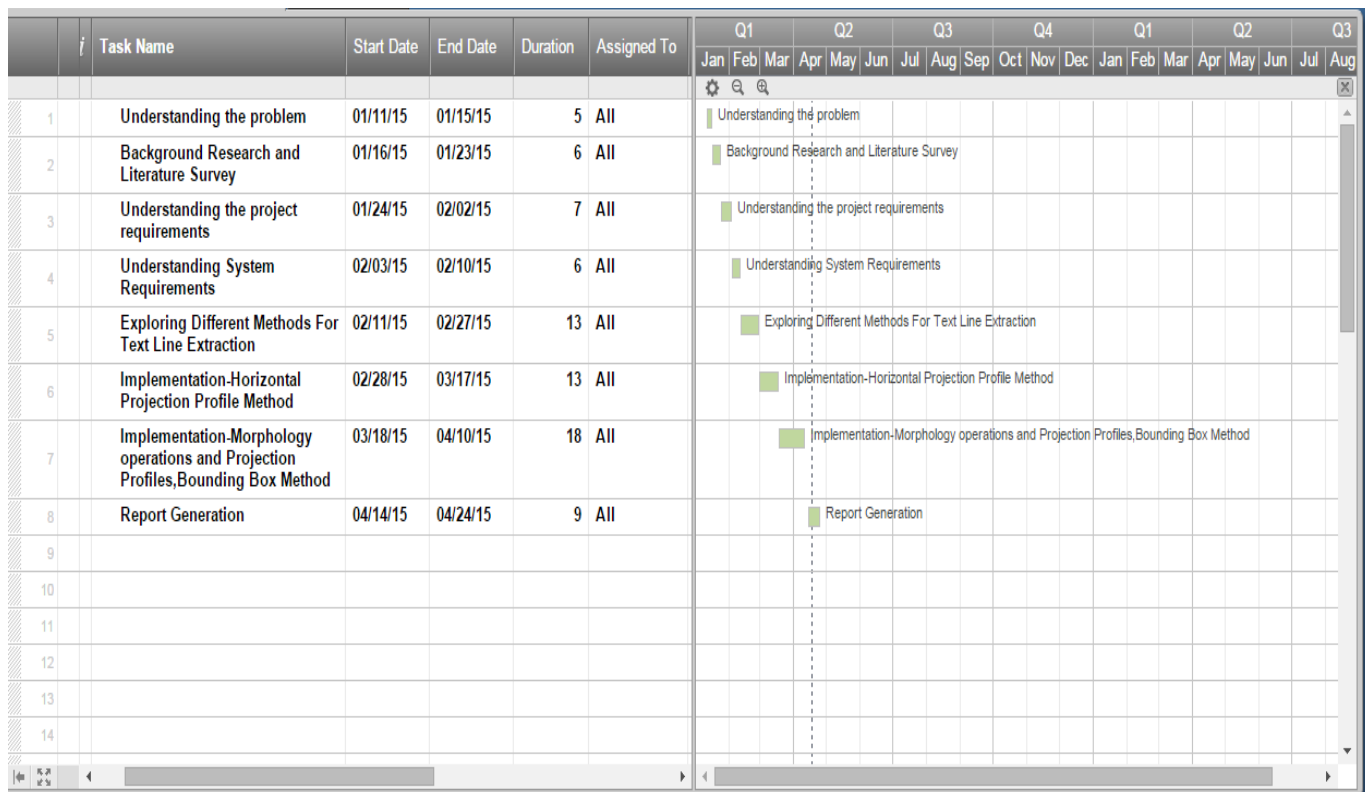 i Task Name Start Date End Date Duration Assigned To
Q1 Q2 Q3 Q4 Q1 Q2 Q3
Jan Feb Mar Apr May Jun Jul Aug Sep Oct Nov Dec Jan Feb Mar Apr May Jun Jul Aug
1 Understanding the problem 01/11/15 01/15/15 5 All
Understanding the problem
2 Background Research and
Literature Survey
01/16/15 01/23/15 6 All
Background Research and Literature Survey
3 Understanding the project
requirements
01/24/15 02/02/15 7 All
Understanding the project requirements
4 Understanding System
Requirements
02/03/15 02/10/15 6 All
Understanding System Requirements
5 Exploring Different Methods For
Text Line Extraction
02/11/15 02/27/15 13 All
Exploring Different Methods For Text Line Extraction
6 Implementation-Horizontal
Projection Profile Method
02/28/15 03/17/15 13 All
Implementation-Horizontal Projection Profile Method
7 Implementation-Morphology
operations and Projection
Profiles,Bounding Box Method
03/18/15 04/10/15 18 All
Implementation-Morphology operations and Projection Profiles,Bounding Box Method
8 Report Generation 04/14/15 04/24/15 9 All
Report Generation
9
10
11
12
13
14